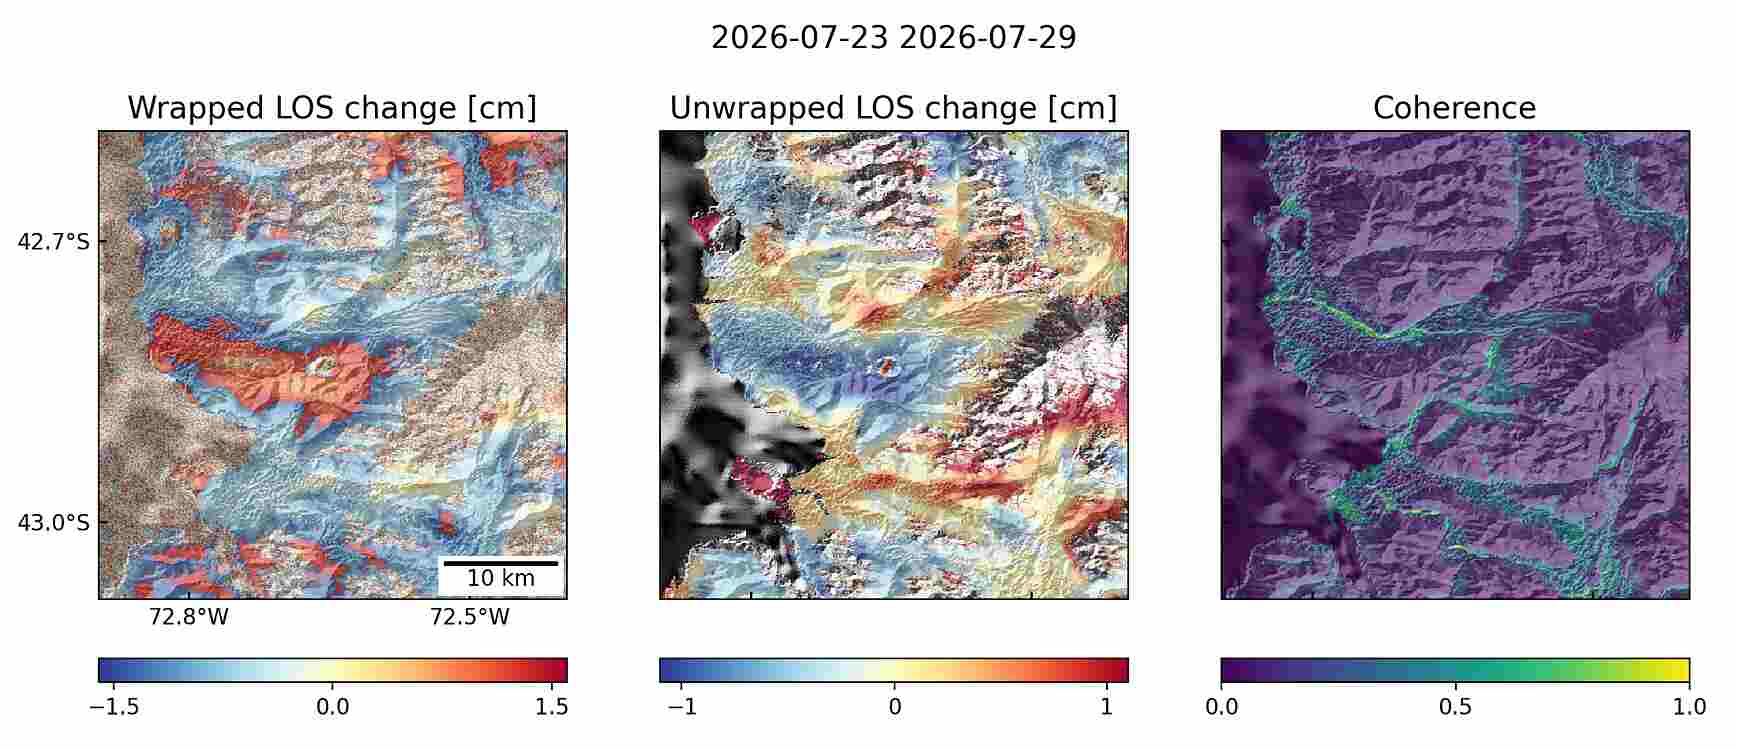 2026-07-23 2026-07-29
Wrapped LOS change [cm]
Unwrapped LOS change [cm]
Coherence
42.7°S
43.0°S
10 km
72.8°W
72.5°W
−1.5
0.0
1.5
−1
0
1
0.0
0.5
1.0